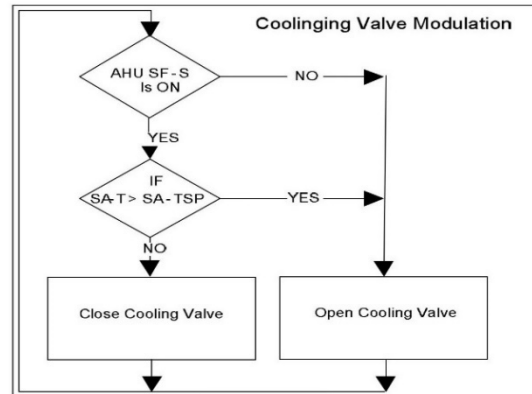 Coolinging Valve Modulation
AHU SF-S
Is ON
NO
YES
IF
SA-T > SA-TSP
YES
NO
Close Cooling Valve
Open Cooling Valve